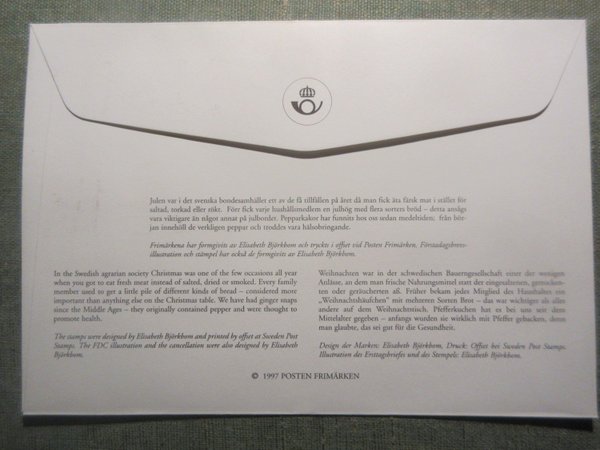 Julen var i det svenska bondesamhället ett av de få tillfällen på året då man fick äta färsk mat i stället för
saltad, torkad eller rökt. Förr fick varje hushållsmedlem en julhög med flera sorters bröd – detta ansågs
vara viktigare än något annat på julbordet. Pepparkakor har funnits hos oss sedan medeltiden; från bör-
jan innehöll de verkligen peppar och troddes vara hälsobringande.
Frimärkena har formgivits av Elisabeth Björkbom och tryckts i offset vid Posten Frimärken. Förstadagsbrevs-
illustration och stämpel har också de formgivits av Elisabeth Björkbom.
In the Swedish agrarian society Christmas was one of the few occasions all year
when you got to eat fresh meat instead of salted, dried or smoked. Every family
member used to get a little pile of different kinds of bread – considered more
important than anything else on the Christmas table. We have had ginger snaps
since the Middle Ages – they originally contained pepper and were thought to
promote health.
The stamps were designed by Elisabeth Björkbom and printed by offset at Sweden Post
Stamps. The FDC illustration and the cancellation were also designed by Elisabeth
Björkbom.
Weihnachten war in der schwedischen Bauerngesellschaft einer der wenigen
Anlässe, an dem man frische Nahrungsmittel statt der eingesalzenen, getrockne-
ten oder geräucherten aß. Früher bekam jedes Mitglied des Haushaltes ein
„Weihnachtshäufchen" mit mehreren Sorten Brot – das war wichtiger als alles
andere auf dem Weihnachtstisch. Pfefferkuchen hat es bei uns seit dem
Mittelalter gegeben – anfangs wurden sie wirklich mit Pfeffer gebacken, denn
man glaubte, das sei gut für die Gesundheit.
Design der Marken: Elisabeth Björkbom, Druck: Offset bei Sweden Post Stamps.
Illustration des Ersttagsbriefes und des Stempels: Elisabeth Björkbom.
© 1997 POSTEN FRIMÄRKEN